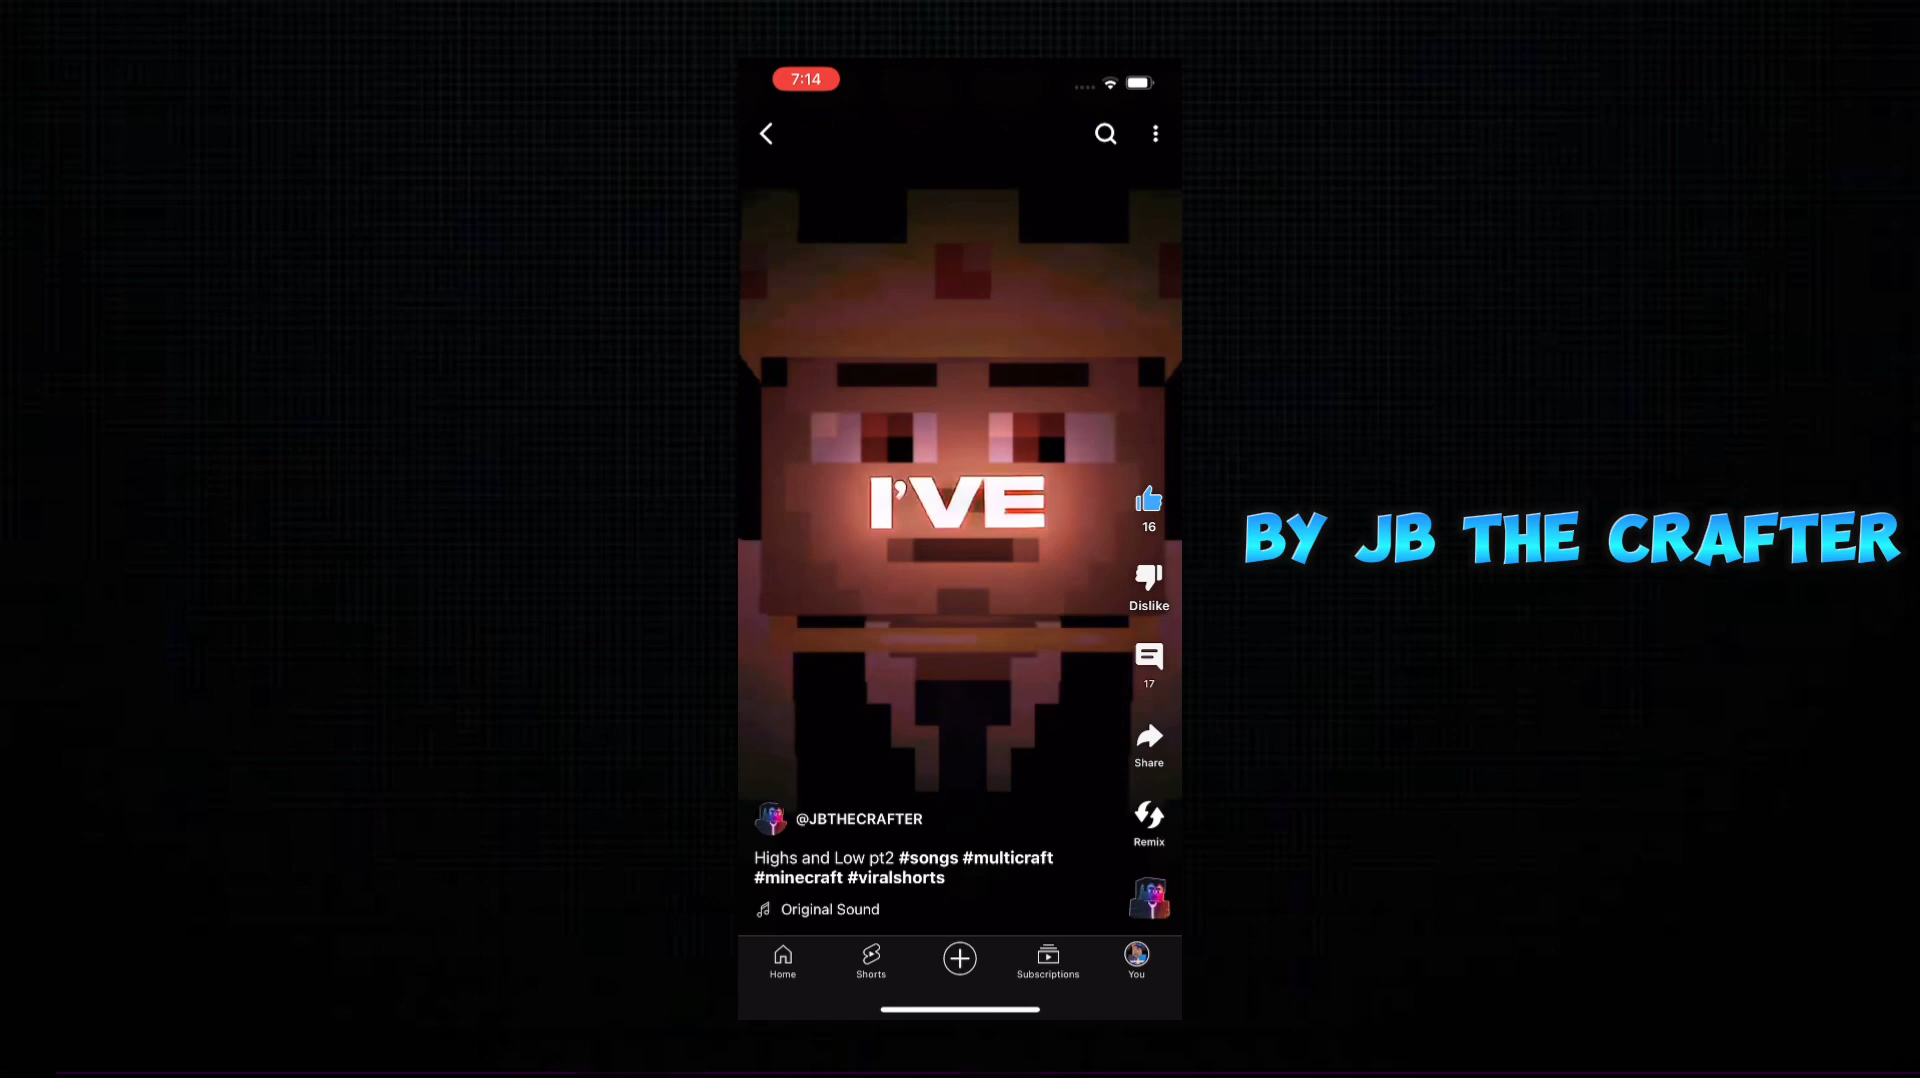 7:14
I'VE
BY JB THE CRAFTER
16
Dislike
17
Share
@JBTHECRAFTER
Remix
Highs and Low pt2 #songs #multicraft
#minecraft #viralshorts
Original Sound
Home
Shorts
Subscriptions
You